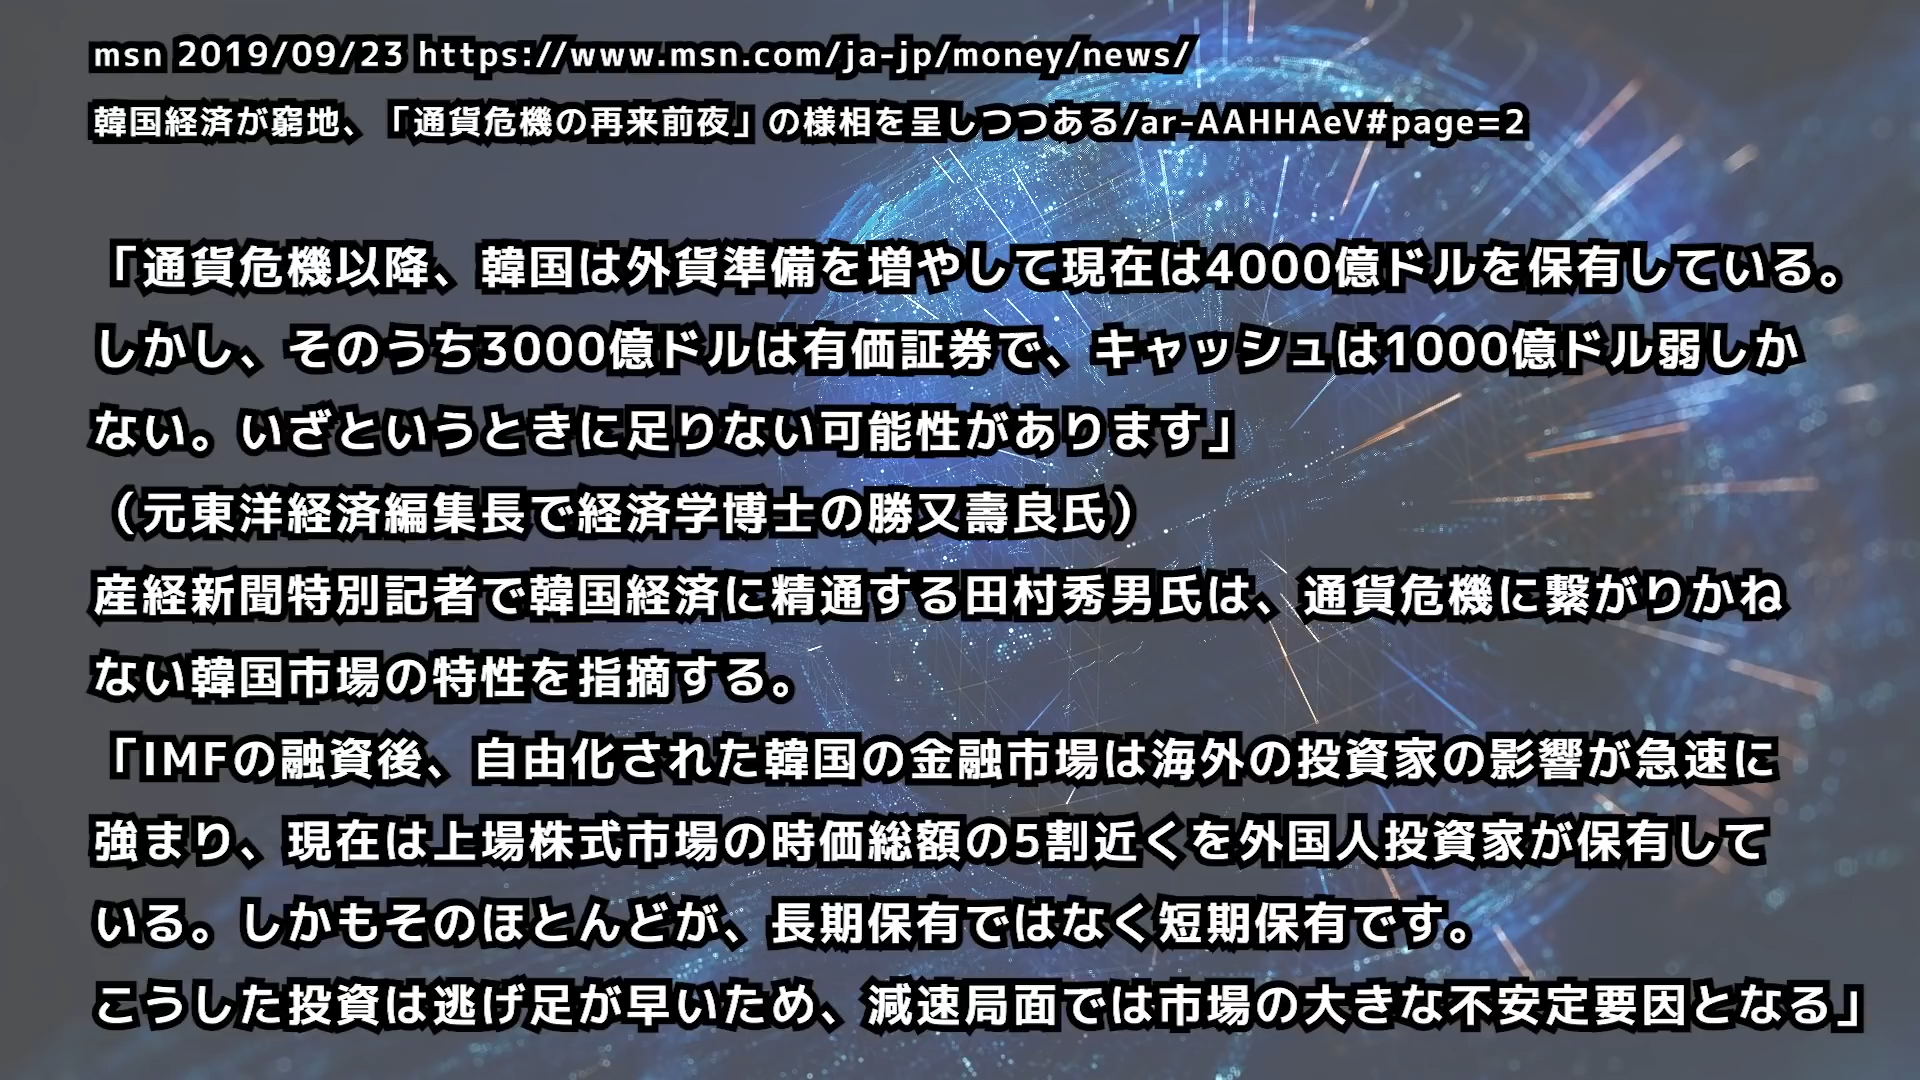 msn 2019/09/23 https://www.msn.com/ja-jp/money/news/
韓国経済が窮地、「通貨危機の再来前夜」の様相を呈しつつある/ar-AAHHAeV#page=2
「通貨危機以降、韓国は外貨準備を増やして現在は4000億ドルを保有している。
しかし、そのうち3000億ドルは有価証券で、キャッシュは1000億ドル弱しか
ない。いざというときに足りない可能性があります」
（元東洋経済編集長で経済学博士の勝又壽良氏）
産経新聞特別記者で韓国経済に精通する田村秀男氏は、通貨危機に繋がりかね
ない韓国市場の特性を指摘する。
「IMFの融資後、自由化された韓国の金融市場は海外の投資家の影響が急速に
強まり、現在は上場株式市場の時価総額の5割近くを外国人投資家が保有して
いる。しかもそのほとんどが、長期保有ではなく短期保有です。
こうした投資は逃げ足が早いため、減速局面では市場の大きな不安定要因となる」